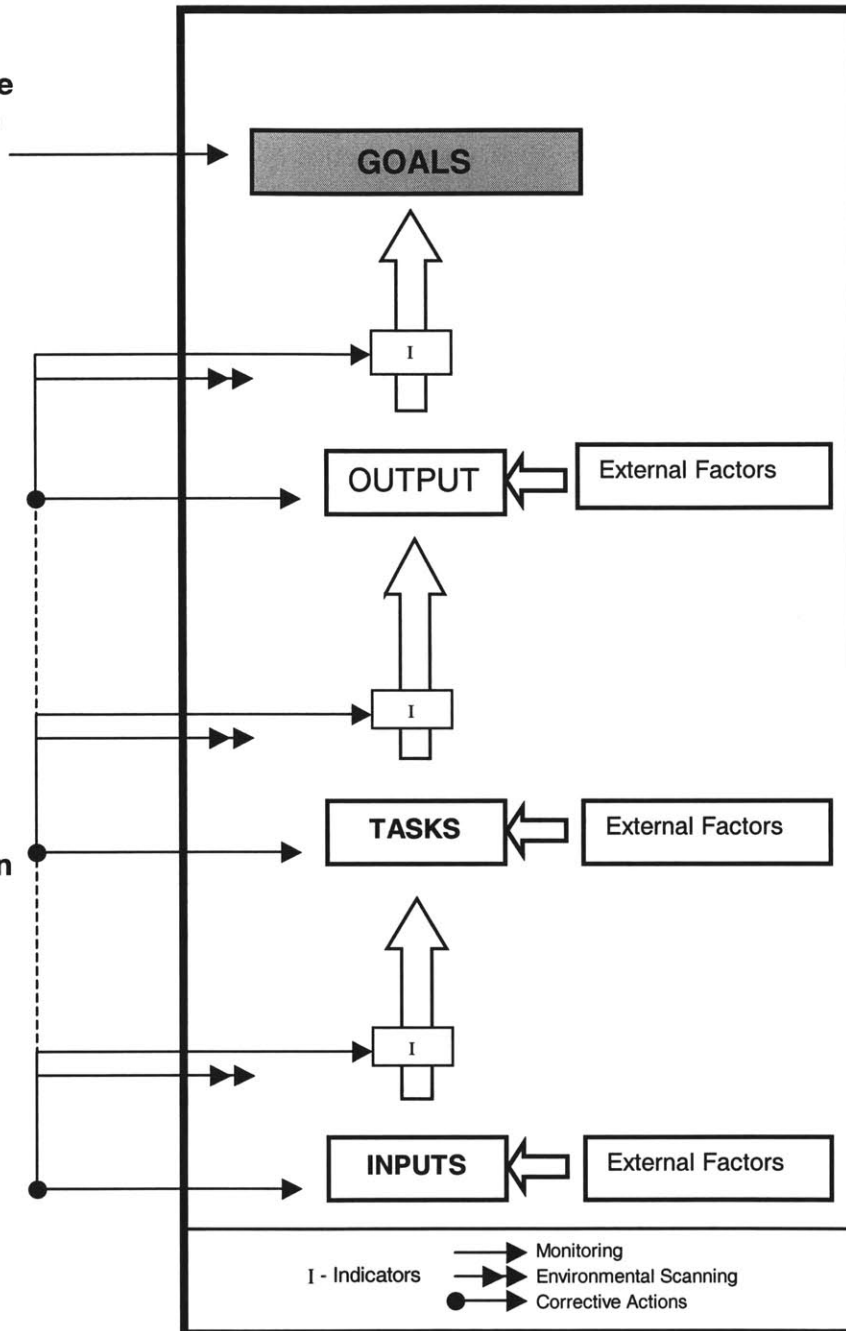 GOALS
I
OUTPUT
External Factors
I
TASKS
External Factors
I
INPUTS
External Factors
I - Indicators
Monitoring
Environmental Scanning
Corrective Actions